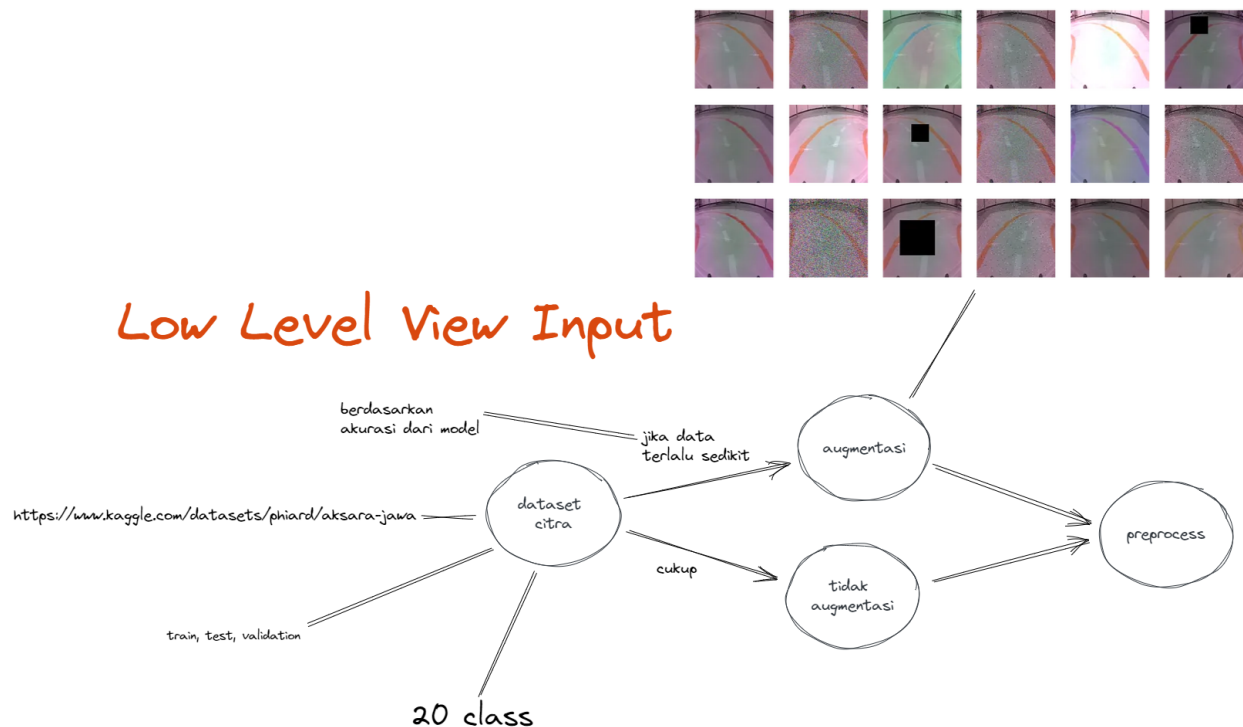 Low Level View Input
berdasarkan
akurasi dari model
jika data
terlalu sedikit
augmentasi
https://www.kaggle.com/datasets/phiard/aksara-jawa
dataset
citra
preprocess
cukup
tidak
augmentasi
train, test, validation
20 class